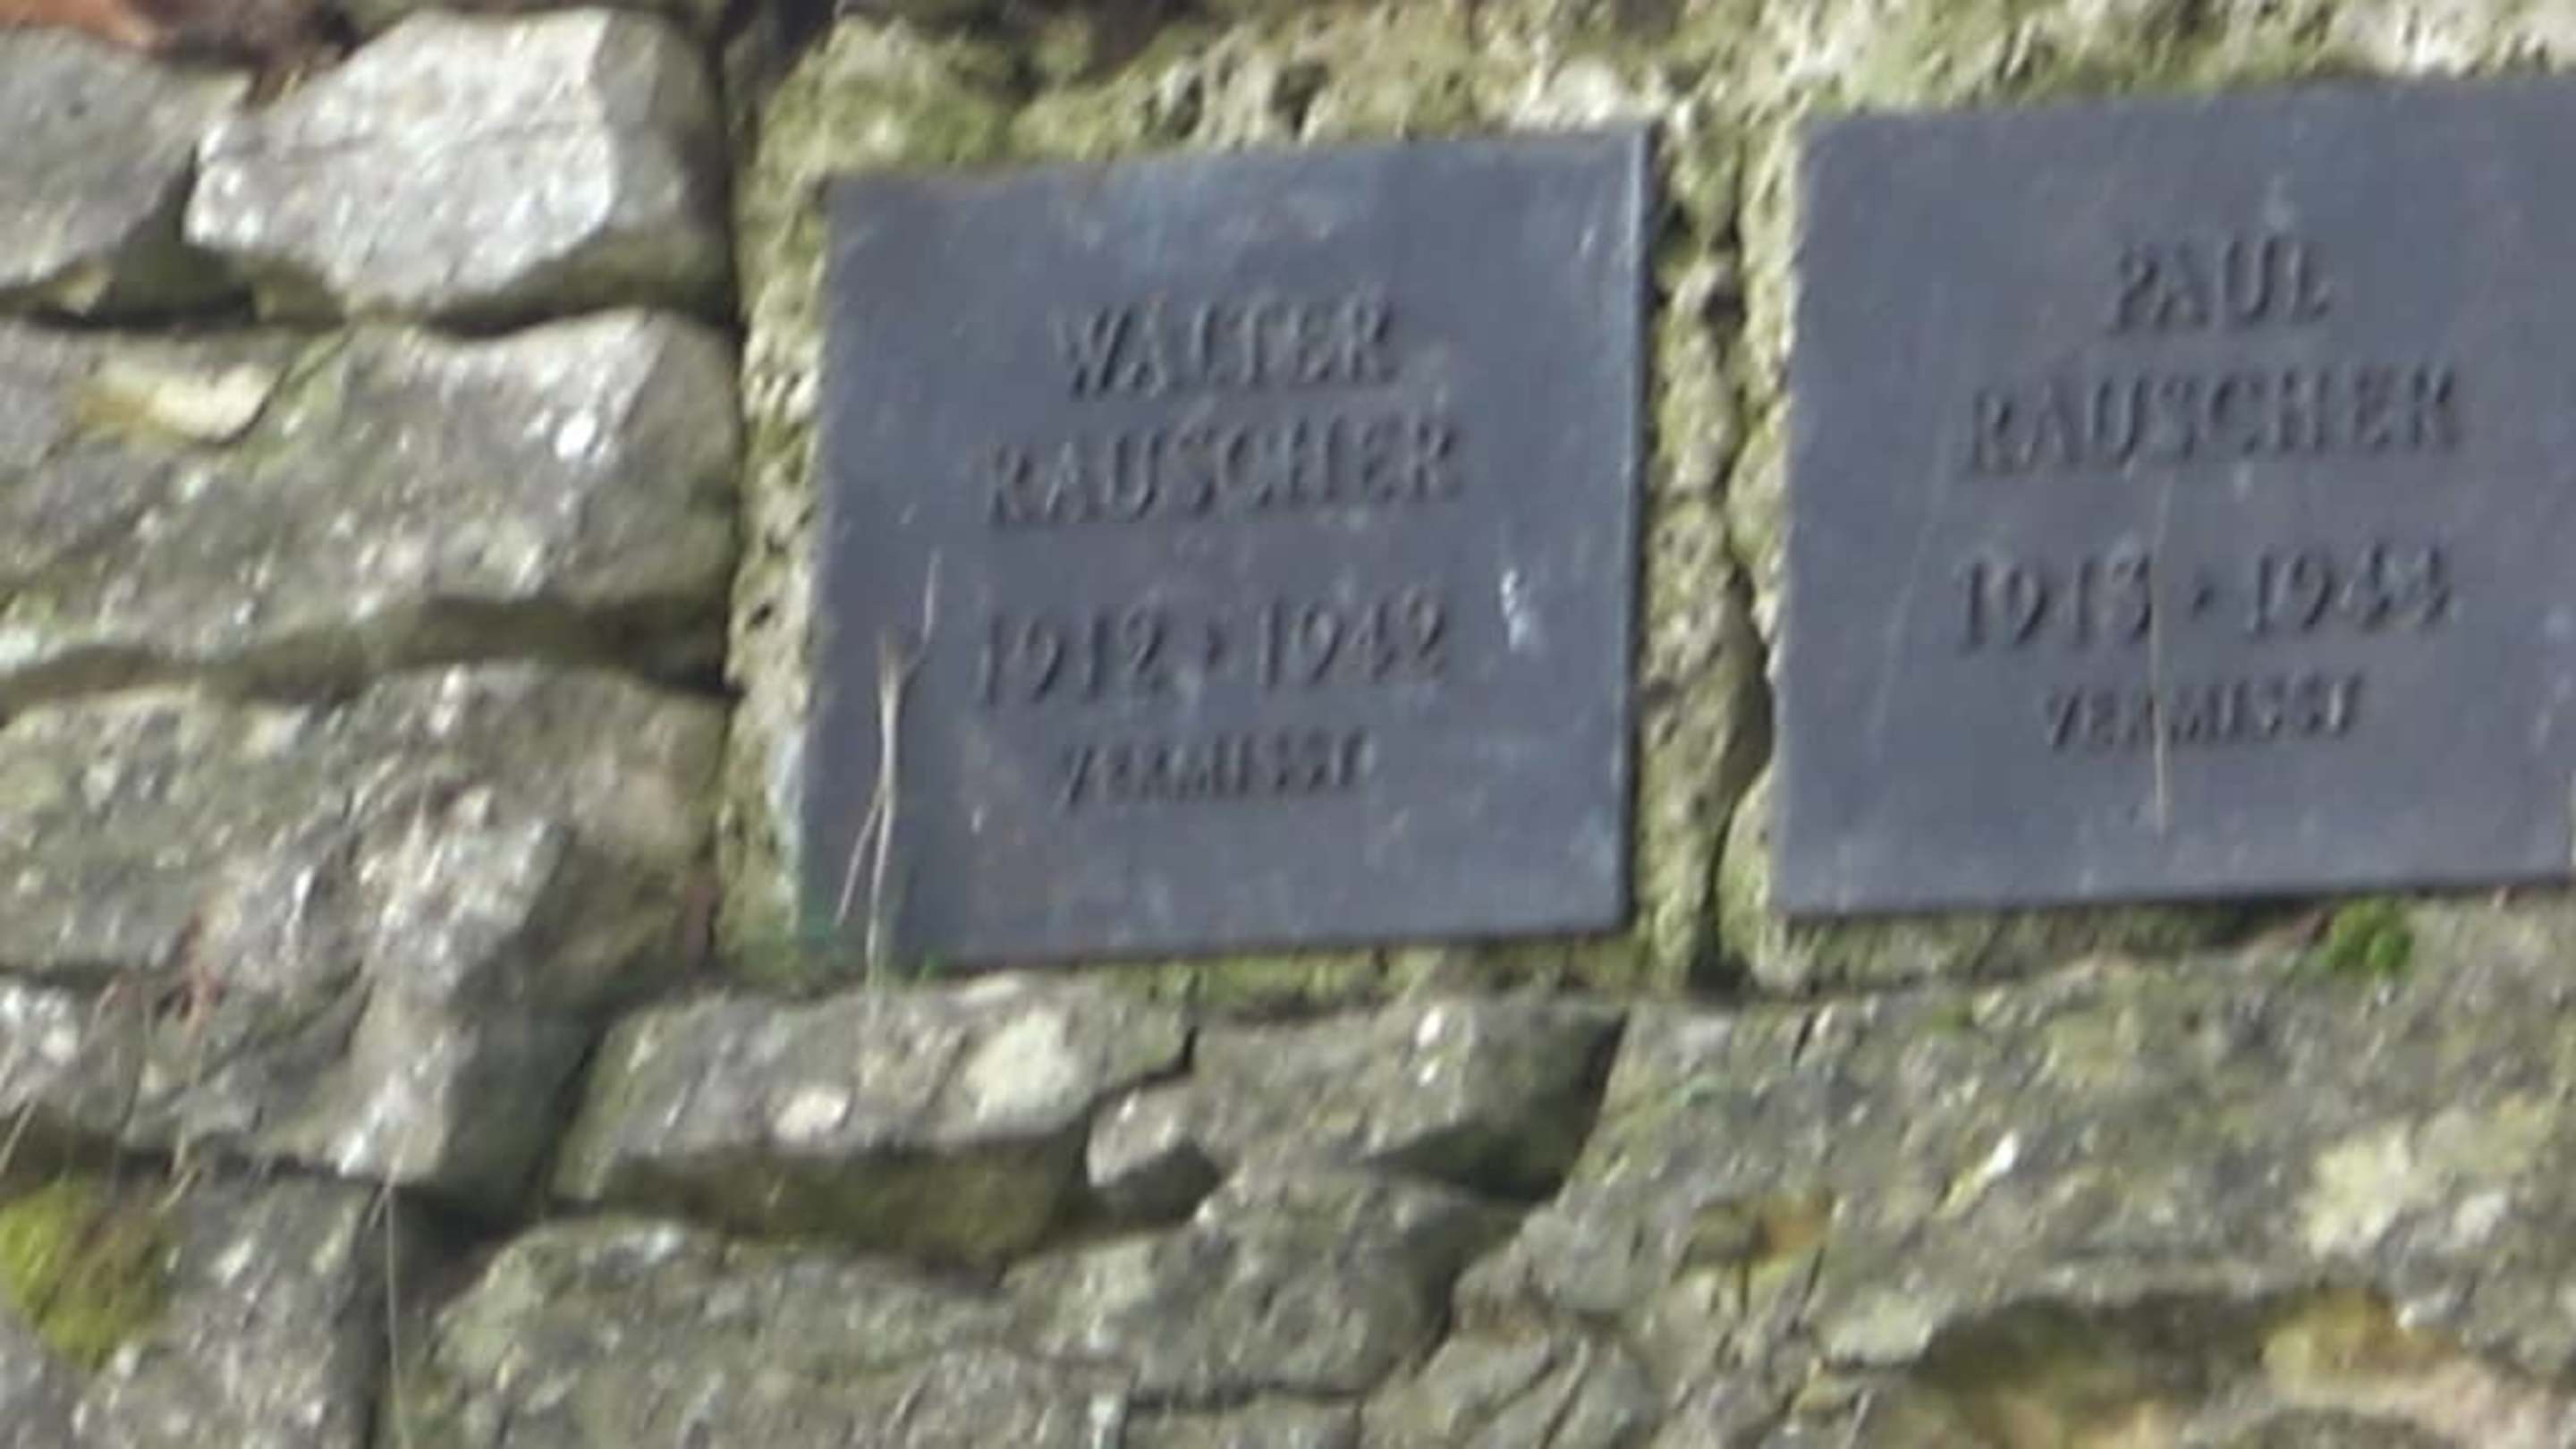 WALTER
RAUSCHER
1912 • 1942
VERMISST
PAUL
RAUSCHER
VERMISST